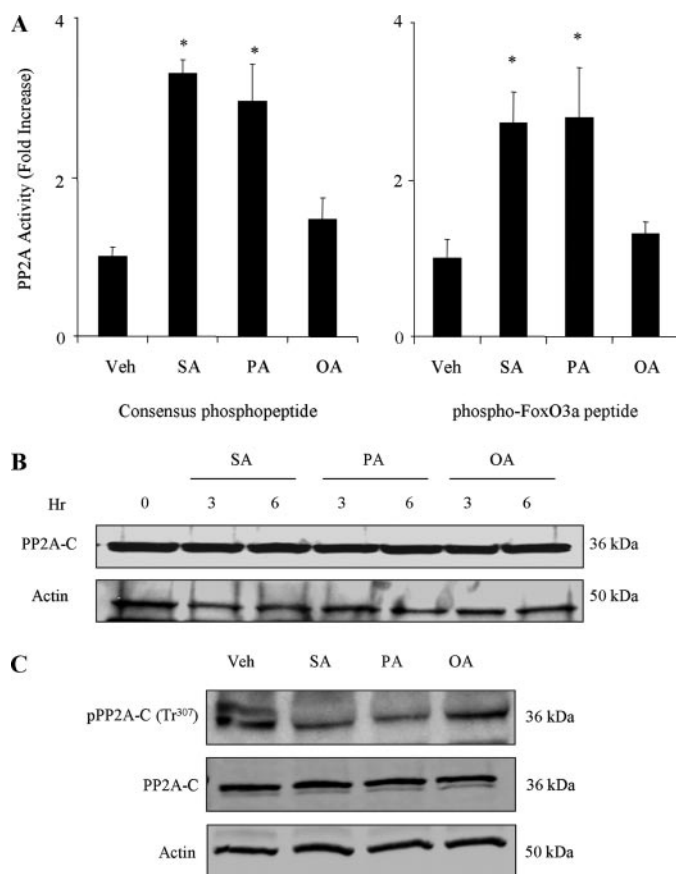 A
PP2A Activity (Fold Increase)
4
2
0
* *
Veh SA PA OA
Consensus phosphopeptide
4
2
0
* *
Veh SA PA OA
phospho-FoxO3a peptide
B
SA PA OA
Hr 0 3 6 3 6 3 6
PP2A-C 36 kDa
Actin 50 kDa
C
Veh SA PA OA
pPP2A-C (Tr³⁰⁷) 36 kDa
PP2A-C 36 kDa
Actin 50 kDa